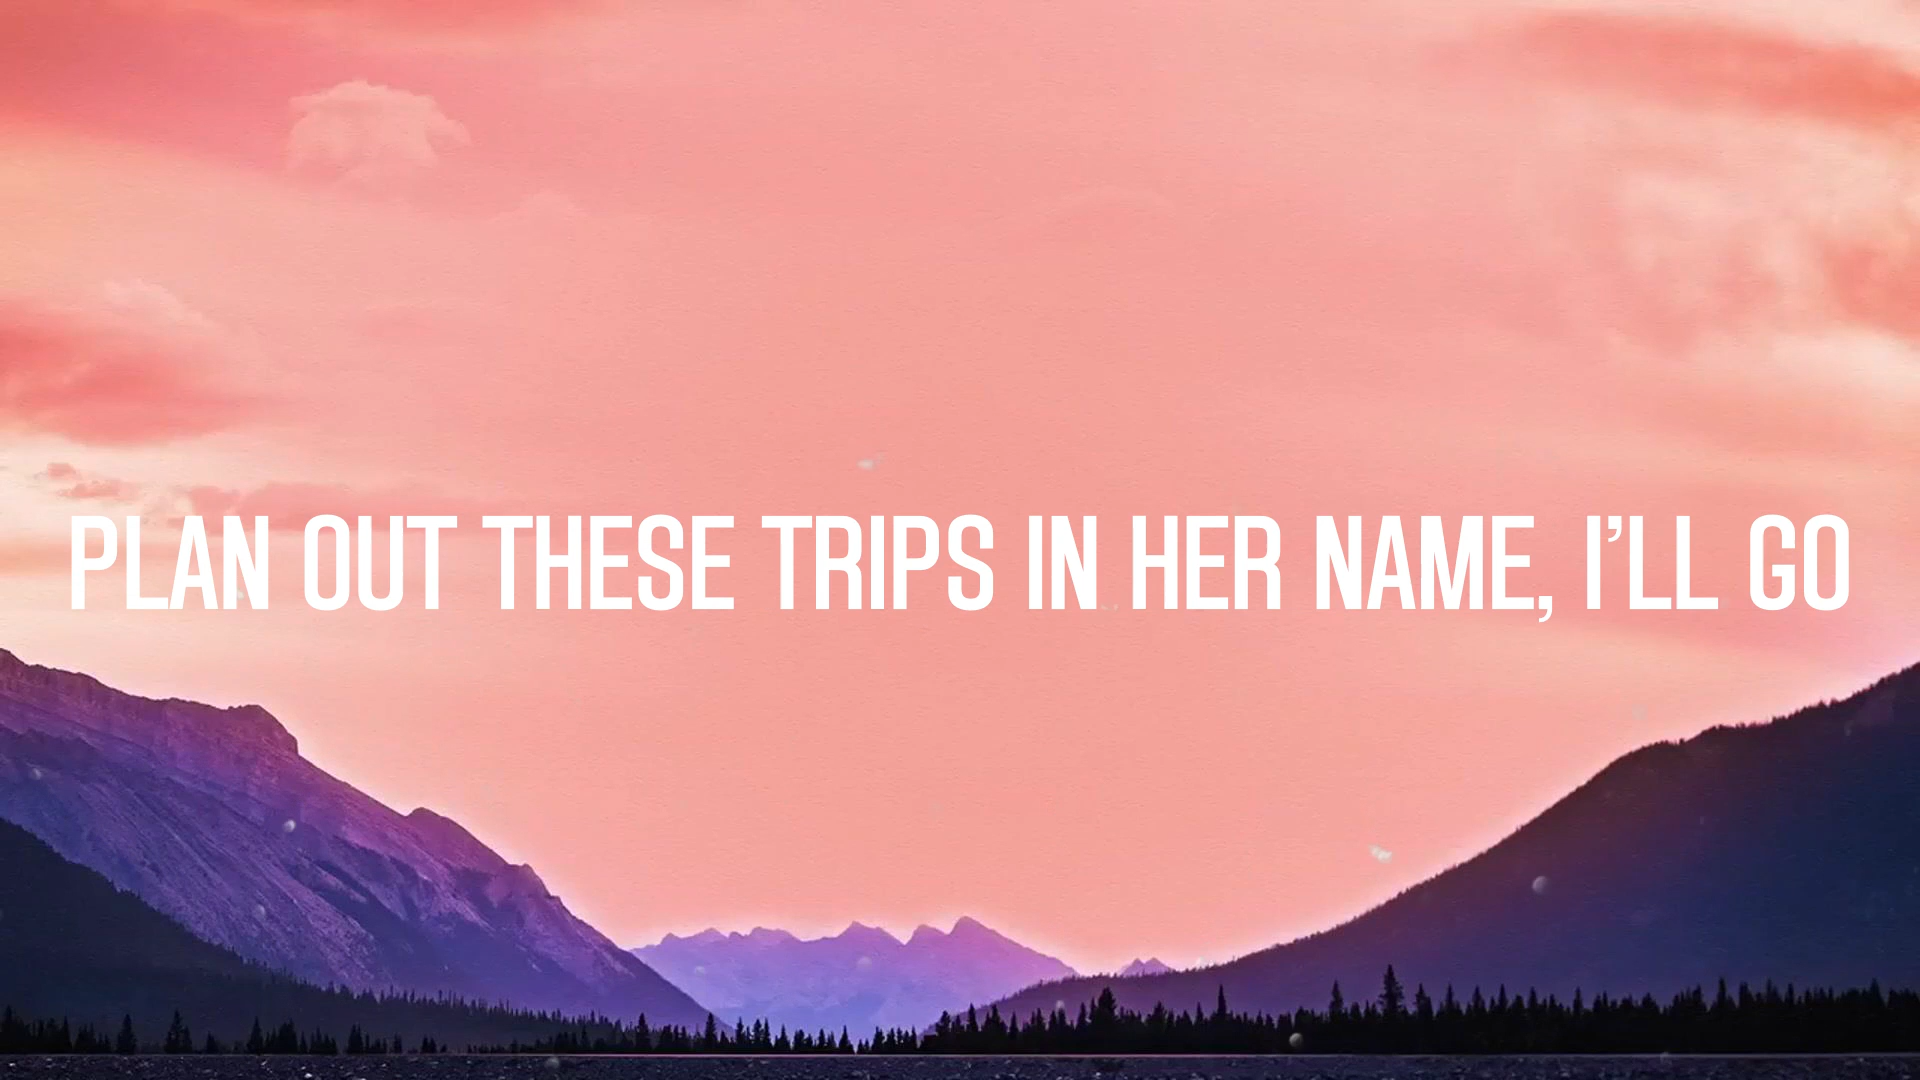 PLAN OUT THESE TRIPS IN HER NAME, I’LL GO